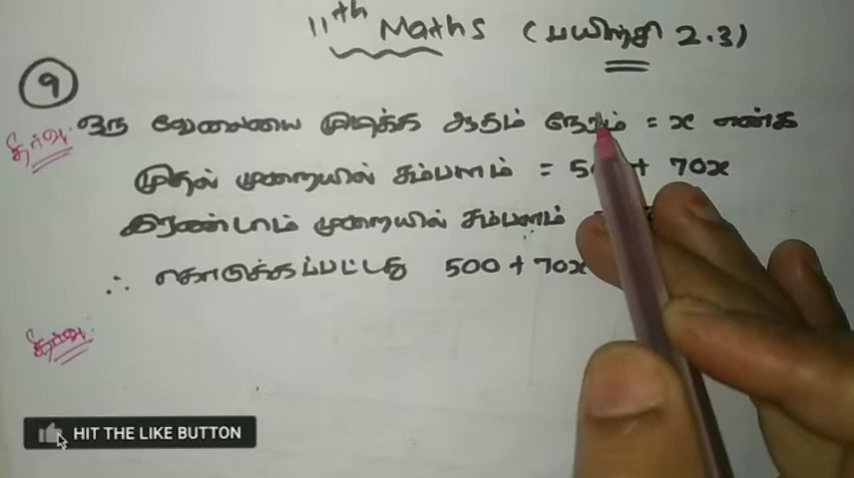 11th Maths (பயிற்சி 2.3)
9
தீர்வு: ஒரு வேலையை முடிக்க ஆகும் நேரம் = x என்க
முதல் முறையில் சம்பளம் = 50 + 70x
இரண்டாம் முறையில் சம்பளம்
∴ கொடுக்கப்பட்டது 500 + 70x
தீர்வு:
HIT THE LIKE BUTTON